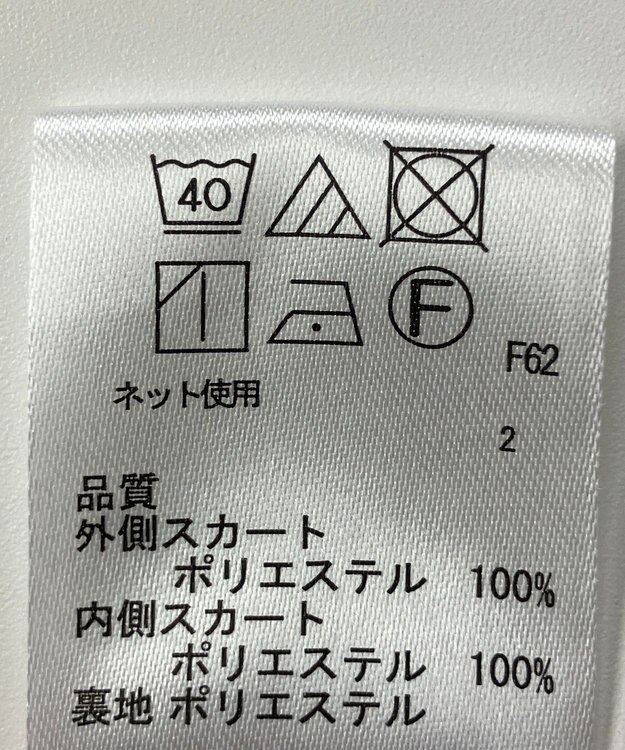 40
F
F62
ネット使用
2
品質
外側スカート
ポリエステル 100%
内側スカート
ポリエステル 100%
裏地 ポリエステル